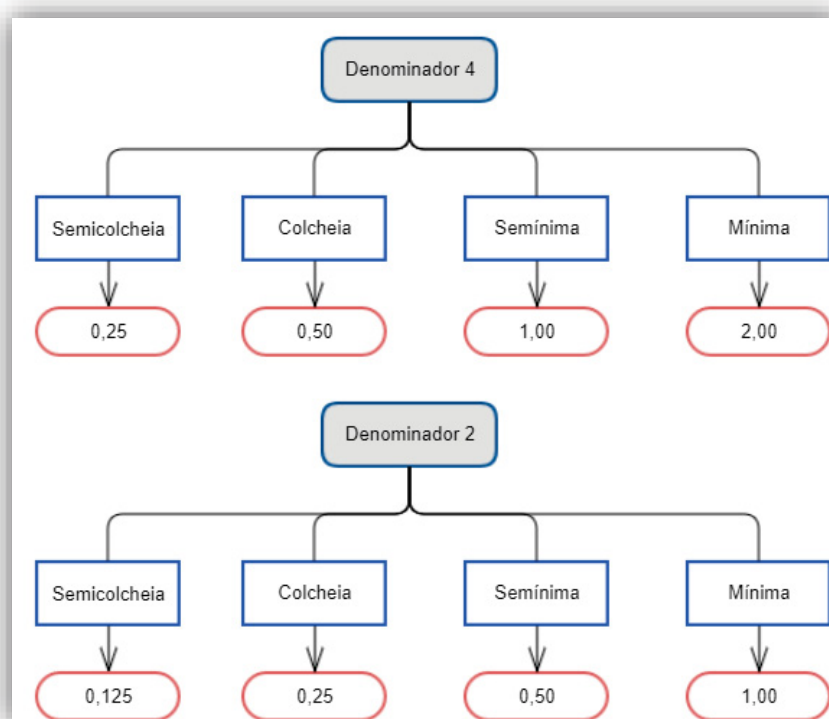 Denominador 4
Semicolcheia
Colcheia
Semínima
Mínima
0,25
0,50
1,00
2,00
Denominador 2
Semicolcheia
Colcheia
Semínima
Mínima
0,125
0,25
0,50
1,00